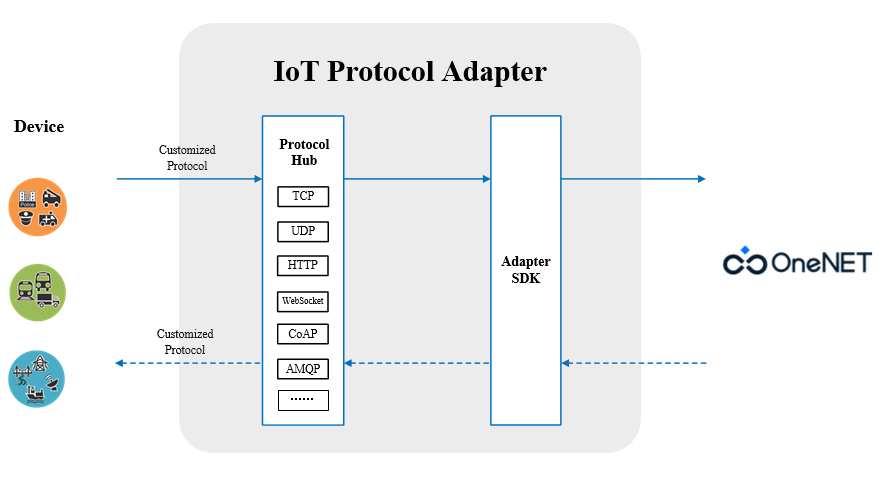 IoT Protocol Adapter
Device
Customized
Protocol
Protocol
Hub
TCP
UDP
HTTP
WebSocket
CoAP
AMQP
······
Adapter
SDK
Customized
Protocol
OneNET
Police